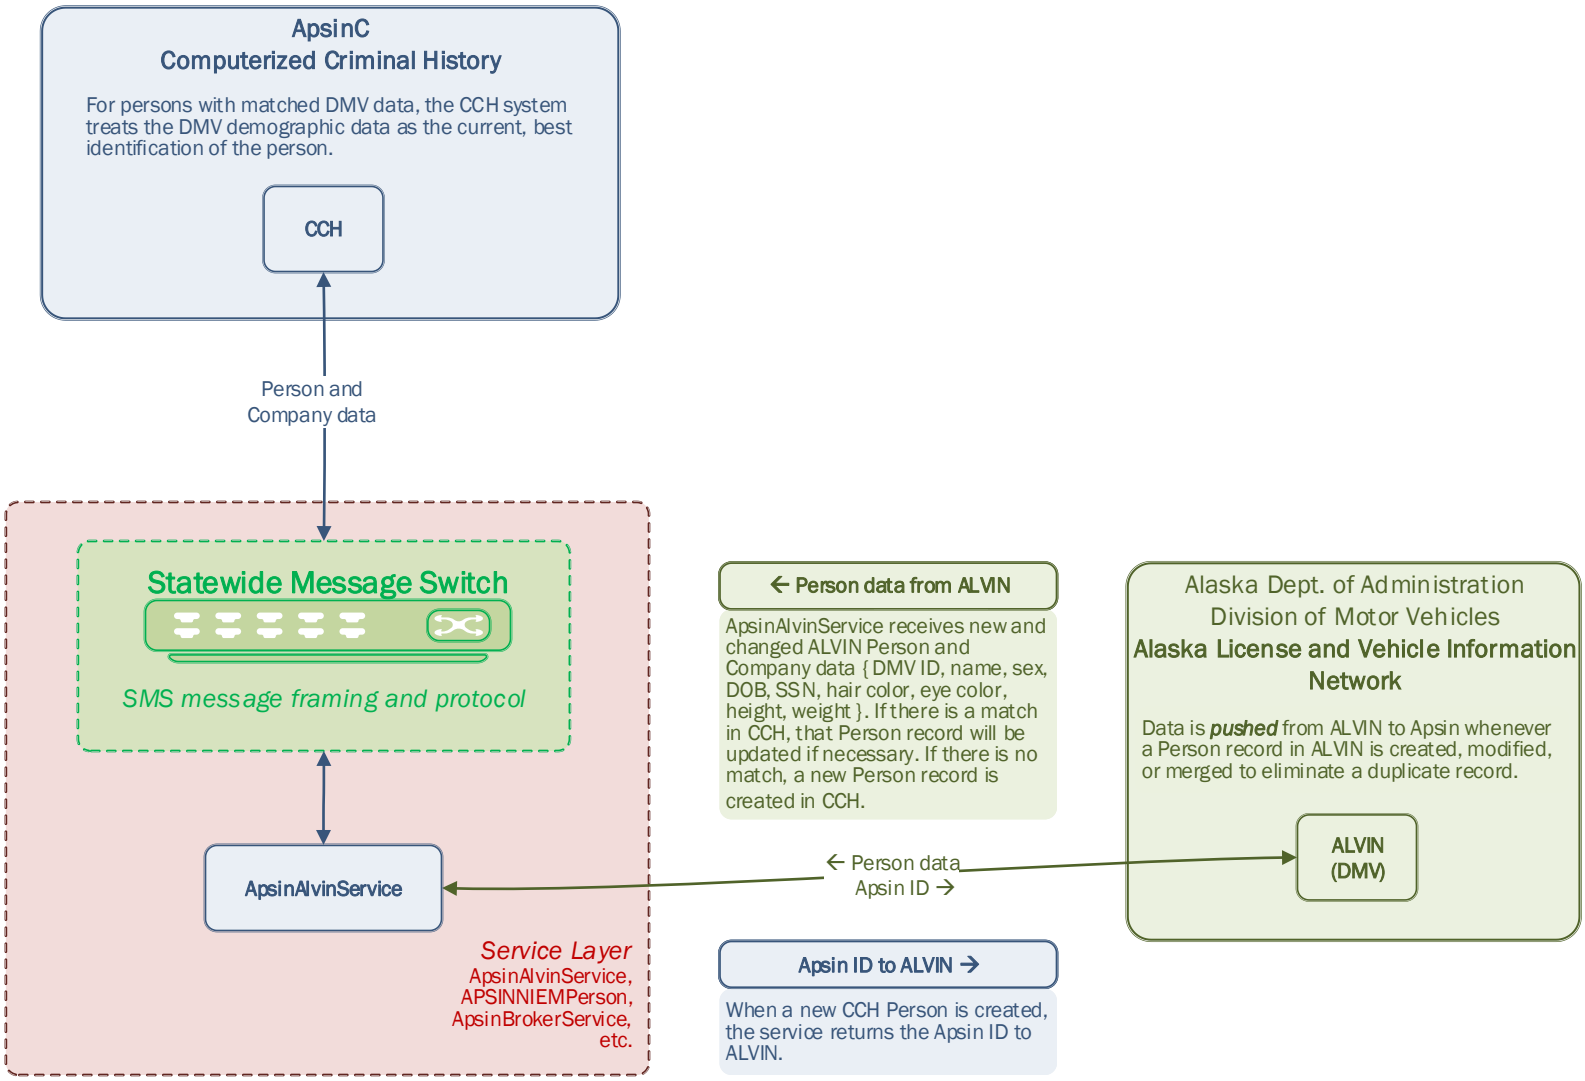 ApsinC
Computerized Criminal History
For persons with matched DMV data, the CCH system
treats the DMV demographic data as the current, best
identification of the person.
CCH
Person and
Company data
Statewide Message Switch
SMS message framing and protocol
ApsinAlvinService
Service Layer
ApsinAlvinService,
APSINNIEMPerson,
ApsinBrokerService,
etc.
← Person data from ALVIN
ApsinAlvinService receives new and
changed ALVIN Person and
Company data { DMV ID, name, sex,
DOB, SSN, hair color, eye color,
height, weight }. If there is a match
in CCH, that Person record will be
updated if necessary. If there is no
match, a new Person record is
created in CCH.
← Person data
Apsin ID →
Apsin ID to ALVIN →
When a new CCH Person is created,
the service returns the Apsin ID to
ALVIN.
Alaska Dept. of Administration
Division of Motor Vehicles
Alaska License and Vehicle Information
Network
Data is pushed from ALVIN to Apsin whenever
a Person record in ALVIN is created, modified,
or merged to eliminate a duplicate record.
ALVIN
(DMV)